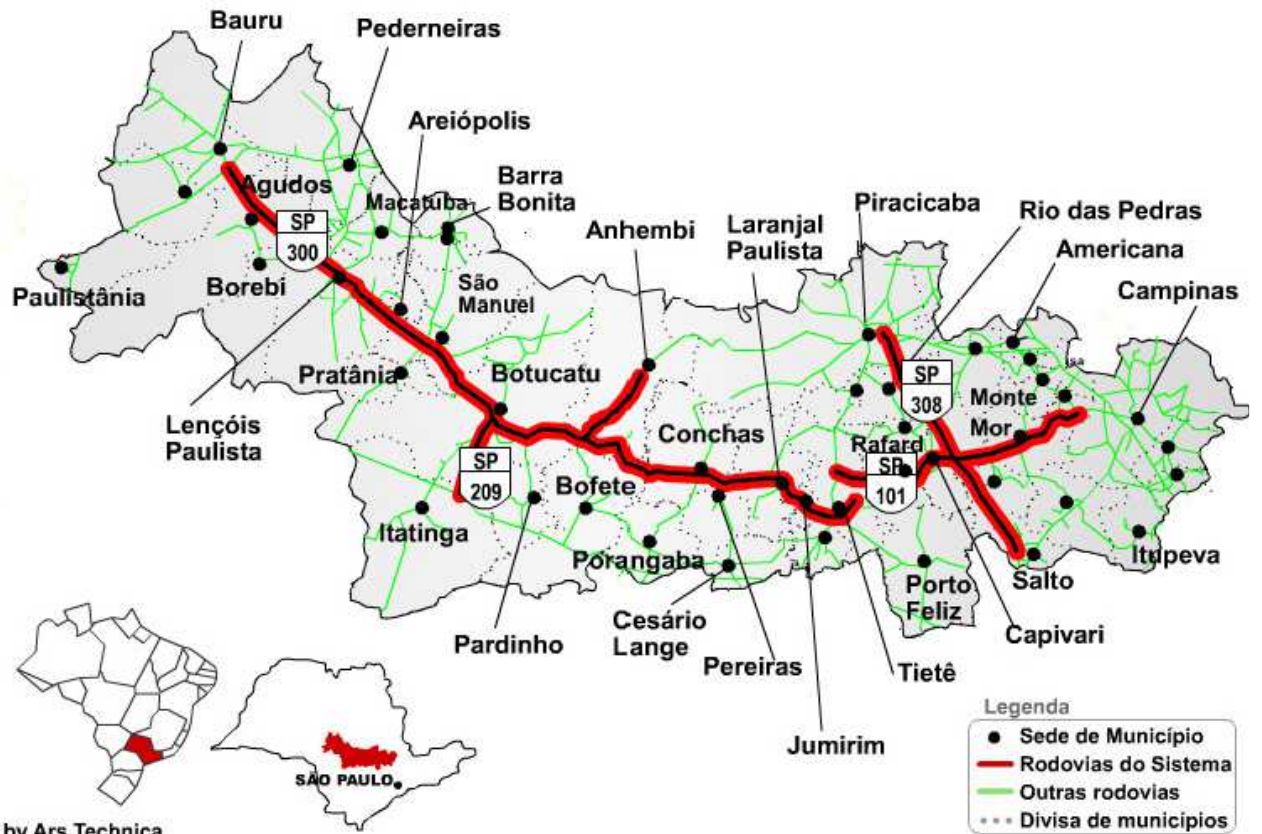 Bauru
Pederneiras
Areiópolis
Barra
Bonita
Agudos
Macatuba
Anhembi
Laranjal
Paulista
Piracicaba
Rio das Pedras
Americana
Campinas
SP
300
Paulistânia
Borebi
São
Manuel
Pratânia
Botucatu
Lençóis
Paulista
SP
308
Monte
Mor
Conchas
Rafard
SP
101
SP
209
Bofete
Itatinga
Porangaba
Porto
Feliz
Salto
Itupeva
Pardinho
Cesário
Lange
Pereiras
Tietê
Capivari
Jumirim
SÃO PAULO
Legenda
Sede de Município
Rodovias do Sistema
Outras rodovias
Divisa de municípios
by Ars Technica